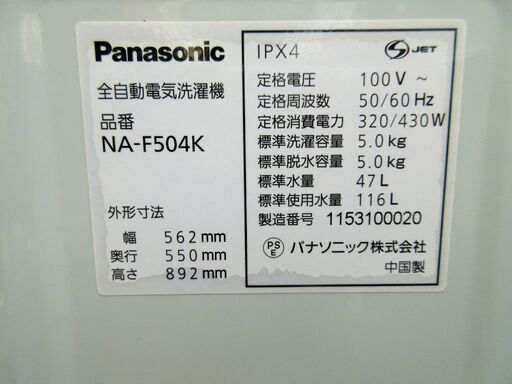 Panasonic
全自動電気洗濯機
品番
NA-F504K
外形寸法
幅 562mm
奥行 550mm
高さ 892mm
IPX4
S JET
定格電圧 100V ~
定格周波数 50/60Hz
定格消費電力 320/430W
標準洗濯容量 5.0kg
標準脱水容量 5.0kg
標準水量 47L
標準使用水量 116L
製造番号 1153100020
PSE パナソニック株式会社
中国製